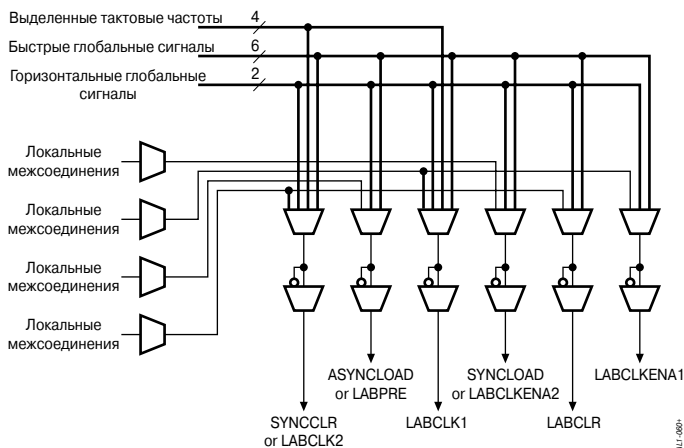 Выделенные тактовые частоты 4
Быстрые глобальные сигналы 6
Горизонтальные глобальные 2
сигналы
Локальные
межсоединения
Локальные
межсоединения
Локальные
межсоединения
Локальные
межсоединения
ASYNCLOAD
or LABPRE
SYNCLOAD
or LABCLKENA2
LABCLKENA1
SYNCCLR
or LABCLK2
LABCLK1
LABCLR